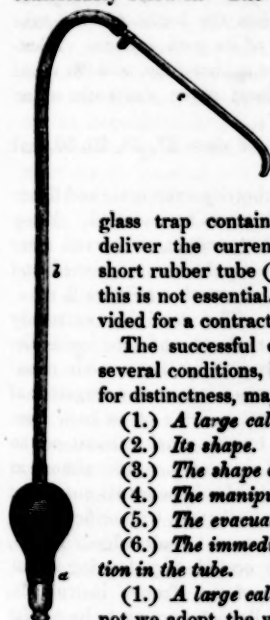 c
b
glass trap contain
deliver the curren
short rubber tube (
this is not essential.
vided for a contract
The successful
several conditions,
for distinctness, ma
(1.) A large cal
(2.) Its shape.
(3.) The shape
(4.) The manipu
(5.) The evacua
(6.) The immedi
tion in the tube.
a
(1.) A large cal
not we adopt the